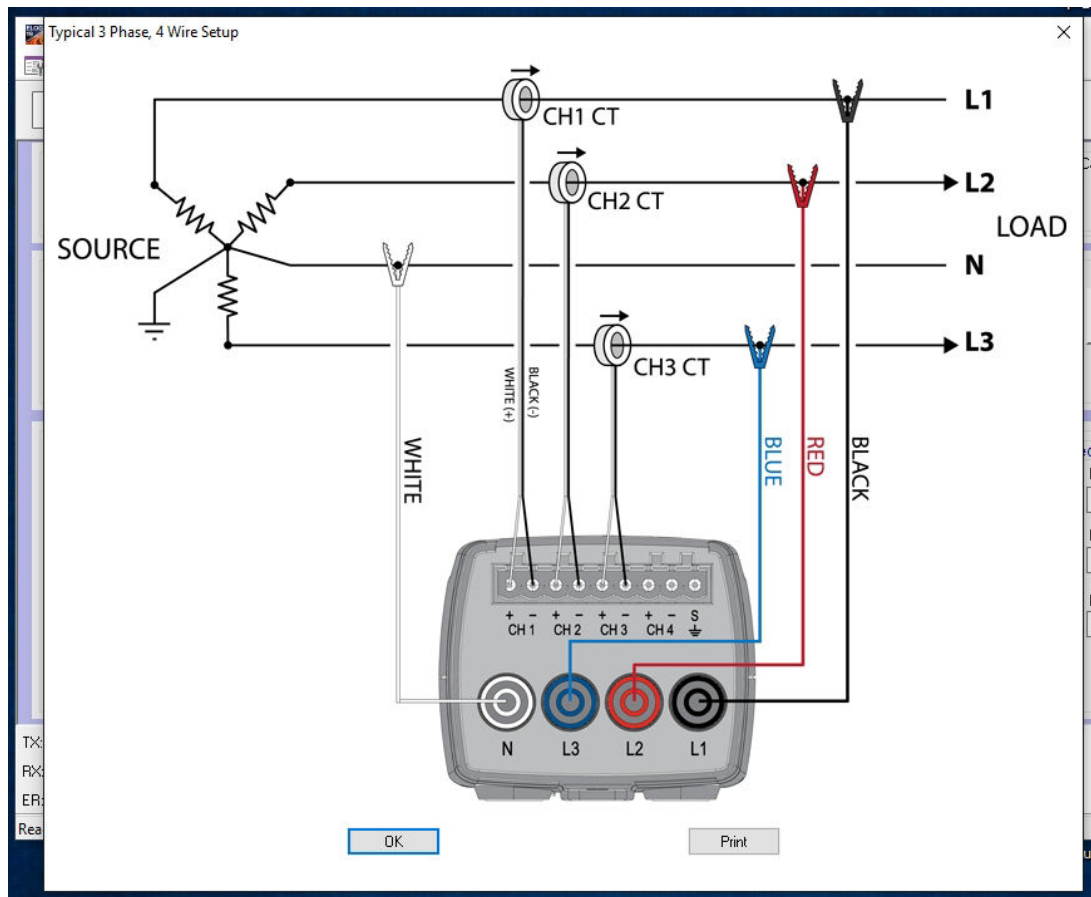 Typical 3 Phase, 4 Wire Setup
CH1 CT
L1
CH2 CT
L2
SOURCE
LOAD
N
CH3 CT
L3
WHITE (+)
BLACK (-)
WHITE
BLUE
RED
BLACK
+ - + - + - + - S
CH 1 CH 2 CH 3 CH 4
N L3 L2 L1
TX:
RX:
ER:
Rea
OK Print